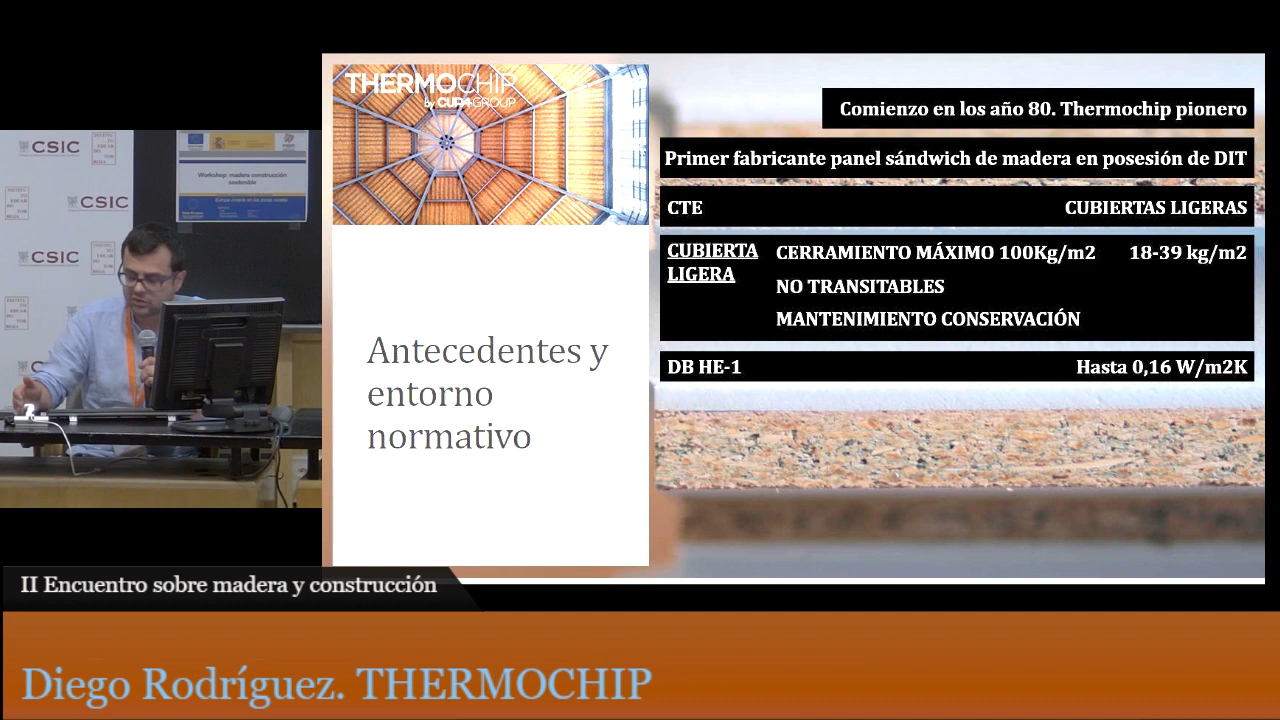 THERMOCHIP
by CUPA GROUP
Comienzo en los año 80. Thermochip pionero
Primer fabricante panel sándwich de madera en posesión de DIT
CTE CUBIERTAS LIGERAS
CUBIERTA LIGERA
CERRAMIENTO MÁXIMO 100Kg/m2 18-39 kg/m2
NO TRANSITABLES
MANTENIMIENTO CONSERVACIÓN
DB HE-1 Hasta 0,16 W/m2K
Antecedentes y
entorno
normativo
CSIC
CSIC
CSIC
Workshop: madera construcción
sostenible
II Encuentro sobre madera y construcción
Diego Rodríguez. THERMOCHIP